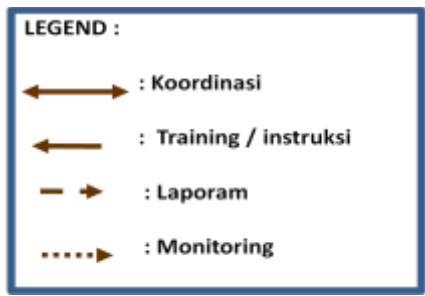 LEGEND :
: Koordinasi
: Training / instruksi
: Laporam
: Monitoring